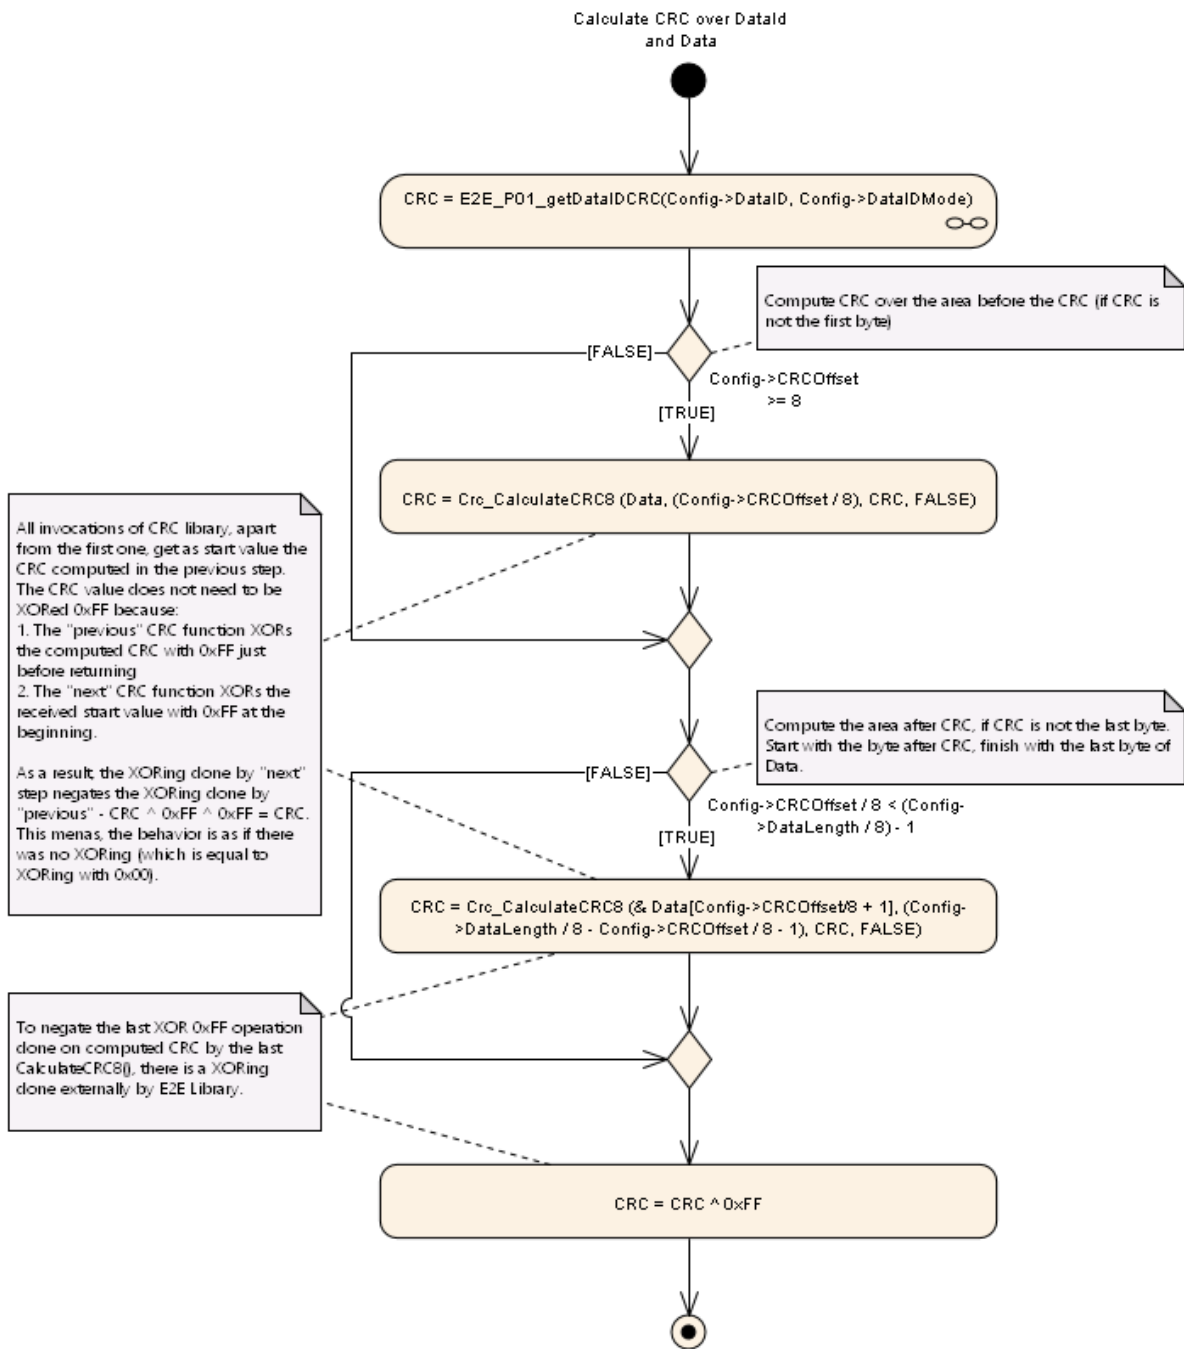 Calculate CRC over DataId
and Data
CRC = E2E_P01_getDataIDCRC(Config->DataID, Config->DataIDMode)
Compute CRC over the area before the CRC (if CRC is
not the first byte)
[FALSE]
Config->CRCOffset
>= 8
[TRUE]
CRC = Crc_CalculateCRC8 (Data, (Config->CRCOffset / 8), CRC, FALSE)
All invocations of CRC library, apart
from the first one, get as start value the
CRC computed in the previous step.
The CRC value does not need to be
XORed 0xFF because:
1. The "previous" CRC function XORs
the computed CRC with 0xFF just
before returning
2. The "next" CRC function XORs the
received strart value with 0xFF at the
beginning.
As a result, the XORing done by "next"
step negates the XORing done by
"previous" - CRC ^ 0xFF ^ 0xFF = CRC.
This menas, the behavior is as if there
was no XORing (which is equal to
XORing with 0x00).
Compute the area after CRC, if CRC is not the last byte.
Start with the byte after CRC, finish with the last byte of
Data.
[FALSE]
Config->CRCOffset / 8 < (Config-
>DataLength / 8) - 1
[TRUE]
CRC = Crc_CalculateCRC8 (& Data[Config->CRCOffset/8 + 1], (Config-
>DataLength / 8 - Config->CRCOffset / 8 - 1), CRC, FALSE)
To negate the last XOR 0xFF operation
done on computed CRC by the last
CalculateCRC8(), there is a XORing
done externally by E2E Library.
CRC = CRC ^ 0xFF